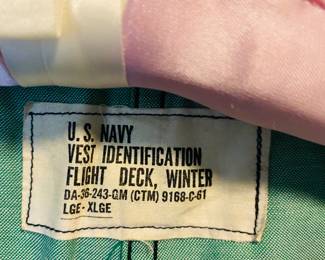 U.S. NAVY
VEST IDENTIFICATION
FLIGHT DECK, WINTER
DA-36-243-QM (CTM) 9168-C-61
LGE-XLGE